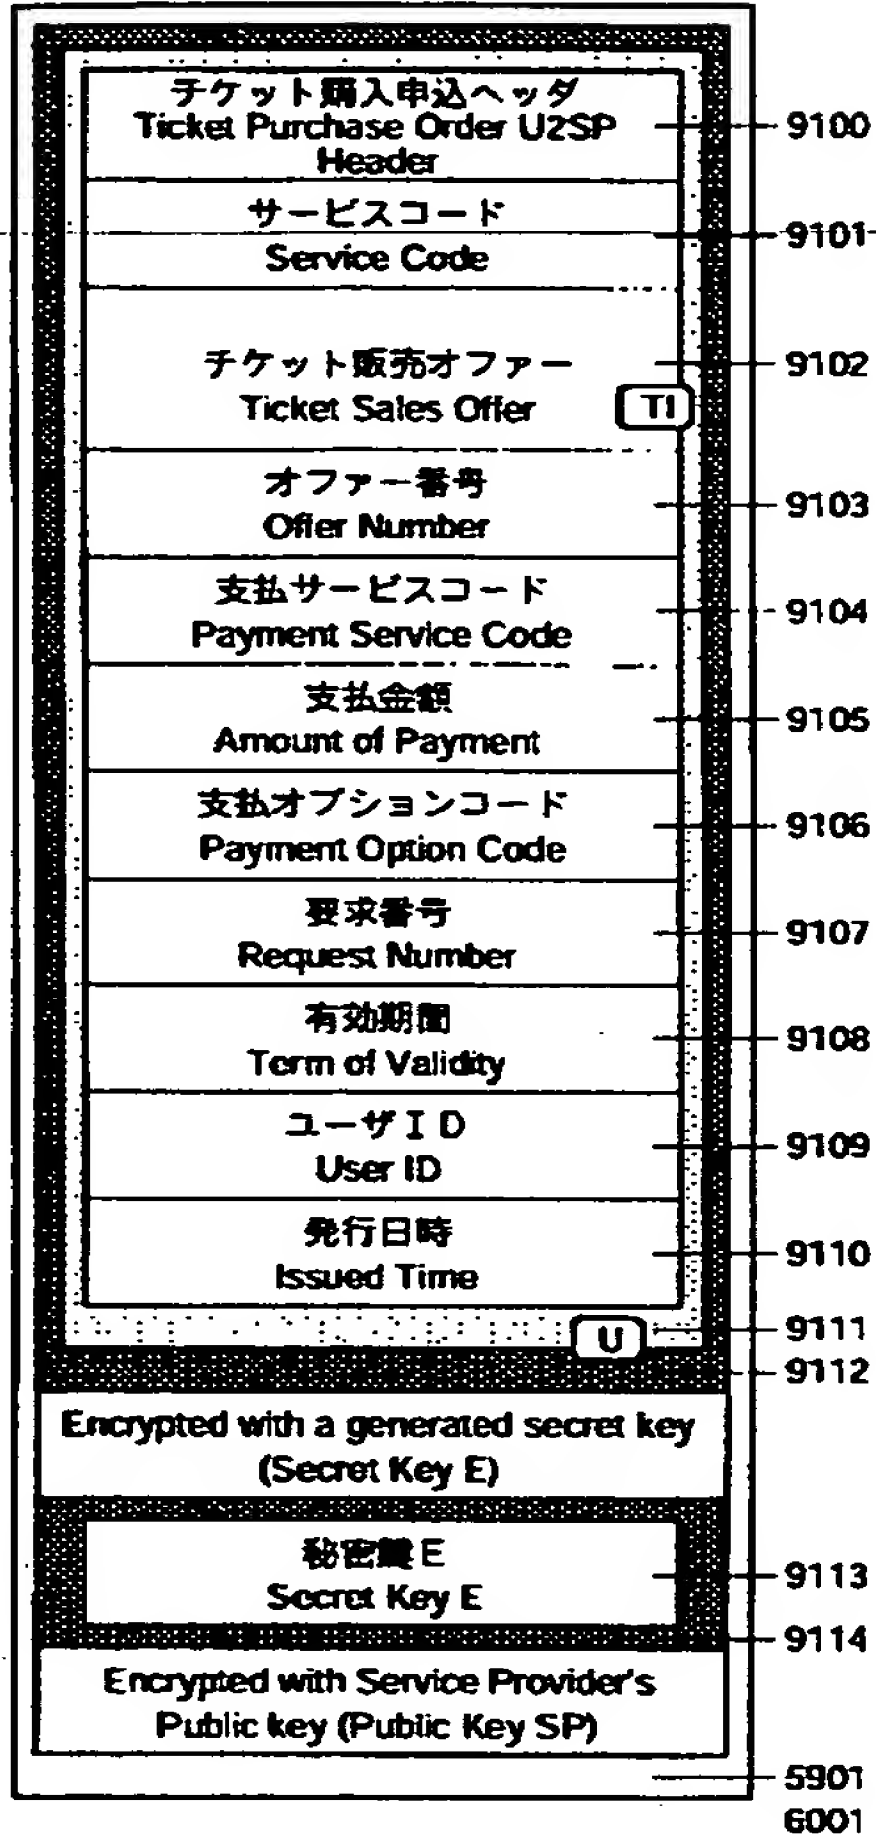 チケット購入申込ヘッダ
Ticket Purchase Order U2SP
Header
9100
サービスコード
Service Code
9101
チケット販売オファー
Ticket Sales Offer
9102
TI
オファー番号
Offer Number
9103
支払サービスコード
Payment Service Code
9104
支払金額
Amount of Payment
9105
支払オプションコード
Payment Option Code
9106
要求番号
Request Number
9107
有効期間
Term of Validity
9108
ユーザID
User ID
9109
発行日時
Issued Time
9110
U
9111
9112
Encrypted with a generated secret key
(Secret Key E)
秘密鍵E
Secret Key E
9113
9114
Encrypted with Service Provider's
Public key (Public Key SP)
5901
6001